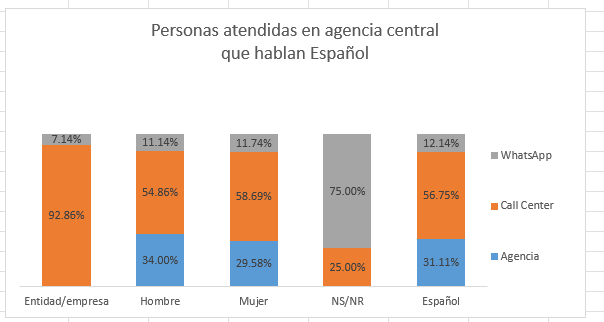 Personas atendidas en agencia central
que hablan Español
7.14% 11.14% 11.74% 75.00% 12.14%
92.86% 54.86% 58.69% 25.00% 56.75%
34.00% 29.58% 31.11%
WhatsApp
Call Center
Agencia
Entidad/empresa Hombre Mujer NS/NR Español